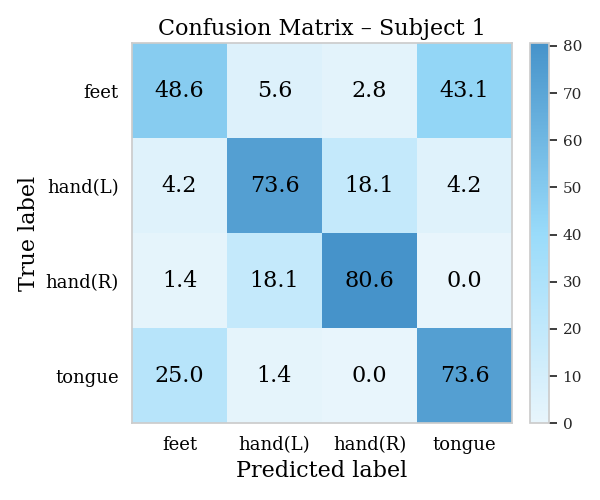 Confusion Matrix – Subject 1
True label
feet 48.6 5.6 2.8 43.1
hand(L) 4.2 73.6 18.1 4.2
hand(R) 1.4 18.1 80.6 0.0
tongue 25.0 1.4 0.0 73.6
feet hand(L) hand(R) tongue
Predicted label
80
70
60
50
40
30
20
10
0